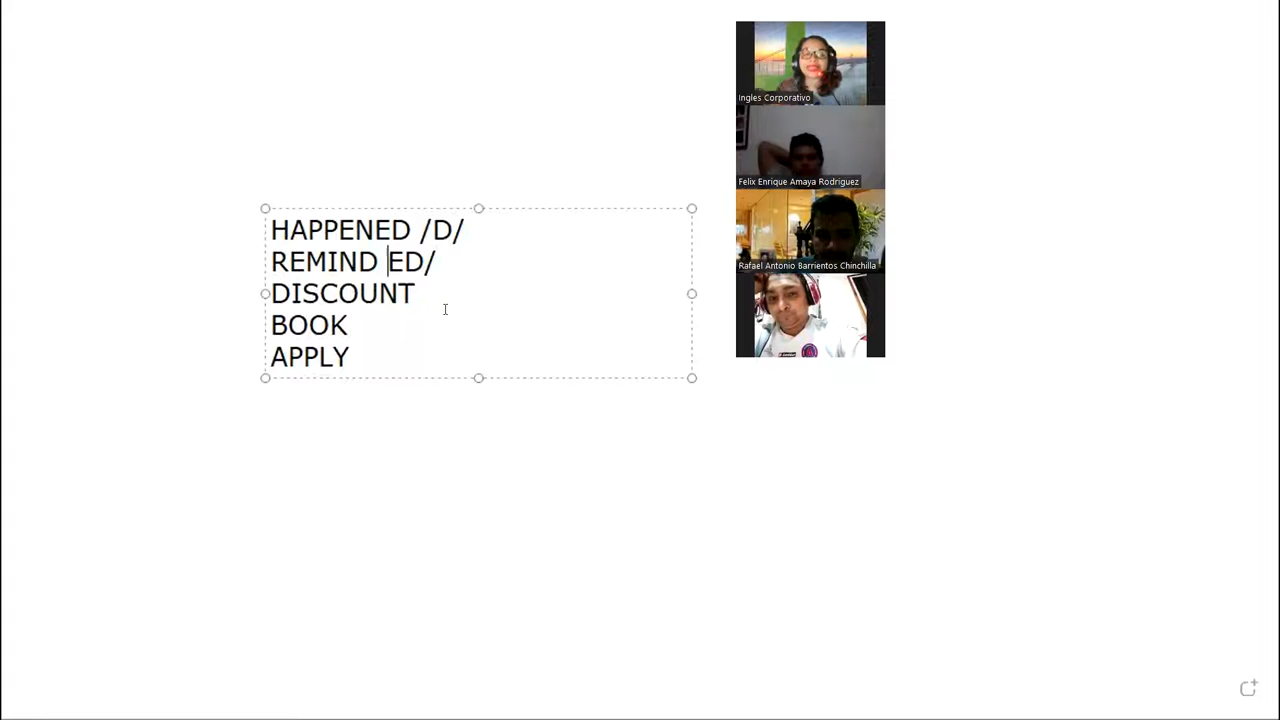 HAPPENED /D/
REMIND ED/
DISCOUNT
BOOK
APPLY
Ingles Corporativo
Felix Enrique Amaya Rodriguez
Rafael Antonio Barrientos Chinchilla